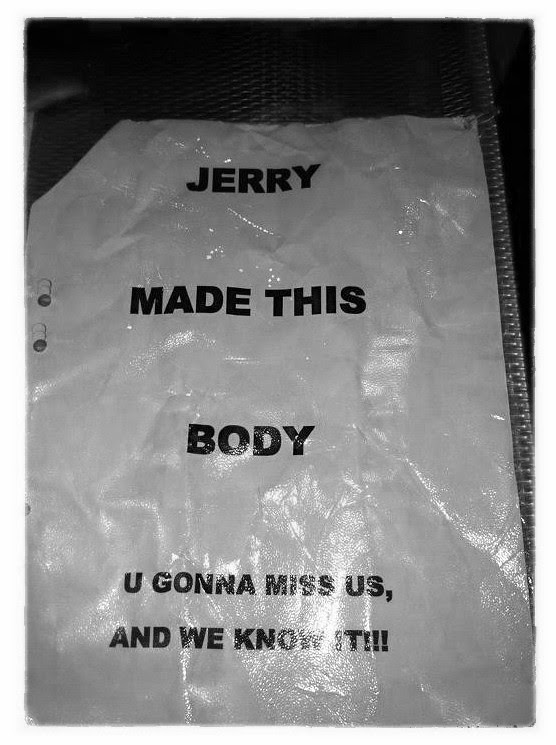 JERRY
MADE THIS
BODY
U GONNA MISS US,
AND WE KNOW IT!!!